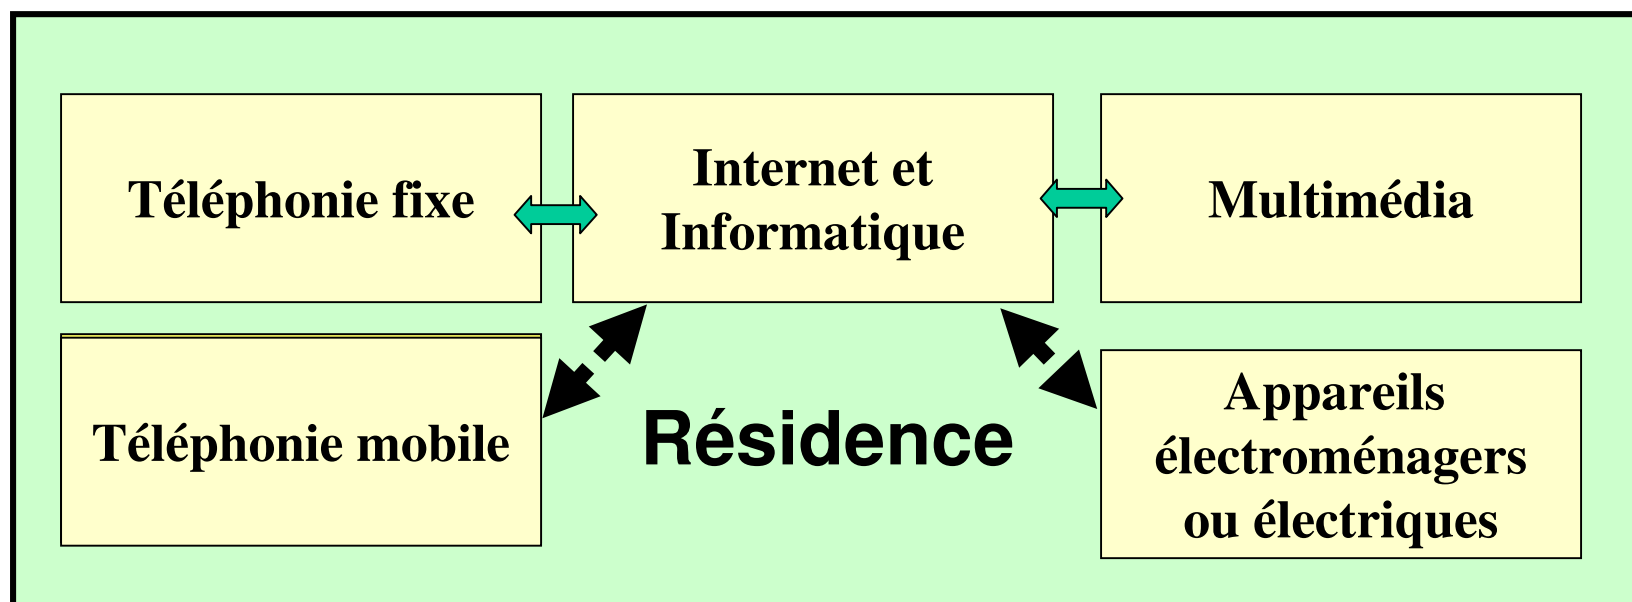 Téléphonie fixe
Internet et
Informatique
Multimédia
Téléphonie mobile
Résidence
Appareils
électroménagers
ou électriques